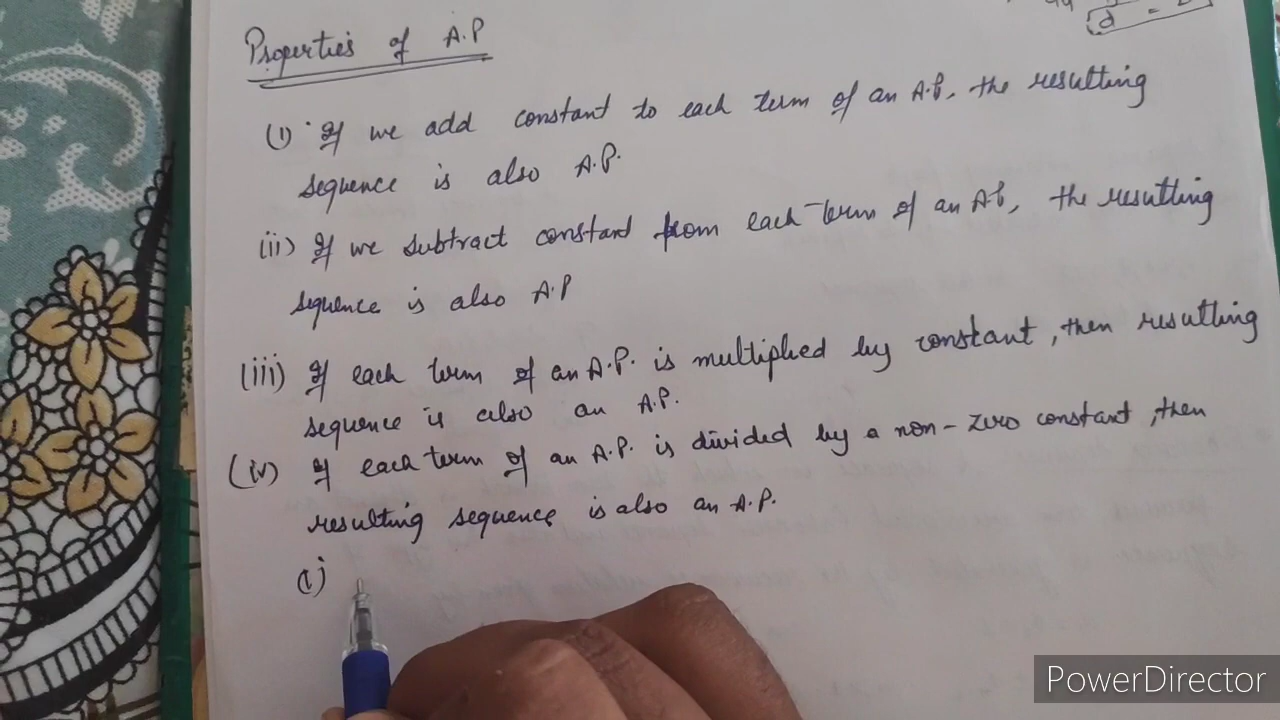 Properties of A.P
(i) If we add constant to each term of an A.P. the resulting
sequence is also A.P.
(ii) If we subtract constant from each term of an A.P, the resulting
sequence is also A.P
(iii) If each term of an A.P. is multiplied by constant, then resulting
sequence is also an A.P.
(iv) If each term of an A.P. is divided by a non-zero constant, then
resulting sequence is also an A.P.
(i)
d =
PowerDirector